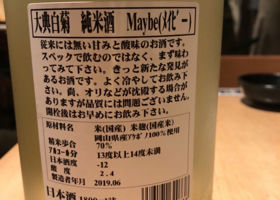 大典白菊 純米酒 Maybe(ﾒｲﾋﾞｰ)
従来には無い甘みと酸味のお酒です。
スペックで飲むのではなく、まず味わ
ってみて下さい。きっと新たな発見が
あるお酒です。よく冷やしてお飲み下
さい。尚、オリなどが沈殿する場合が
ありますが品質には問題ございません。
開栓後はお早めにお飲み下さい。
原材料名 米(国産) 米麹(国産米)
岡山県産ｱｹﾎﾞﾉ100%使用
精米歩合 70%
ｱﾙｺｰﾙ分 13度以上14度未満
日本酒度 -12
酸度 2.4
製造者年月 2019.06
日本酒 1800